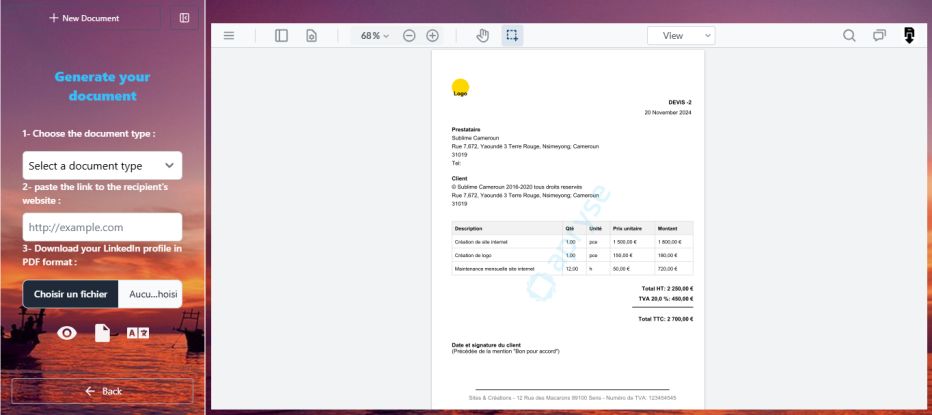 + New Document
Generate your
document
1- Choose the document type :
Select a document type
2- paste the link to the recipient's
website :
http://example.com
3- Download your LinkedIn profile in
PDF format :
Choisir un fichier Aucu...hoisi
Back
68%
View
Logo
DEVIS -2
20 November 2024
Prestataire
Sublime Cameroun
Rue 7,672, Yaoundé 3 Terre Rouge, Nsimeyong; Cameroun
31019
Tel:
Client
© Sublime Cameroun 2016-2020 tous droits reservés
Rue 7,672, Yaoundé 3 Terre Rouge, Nsimeyong; Cameroun
31019
Description Qté Unité Prix unitaire Montant
Création de site internet 1,00 pce 1 500,00 € 1 800,00 €
Création de logo 1,00 pce 150,00 € 180,00 €
Maintenance mensuelle site internet 12,00 h 50,00 € 720,00 €
Total HT: 2 250,00 €
TVA 20,0 %: 450,00 €
Total TTC: 2 700,00 €
Date et signature du client
(Précédée de la mention "Bon pour accord")
Sites & Créations - 12 Rue des Macarons 89100 Sens - Numéro de TVA: 123454545
apryse